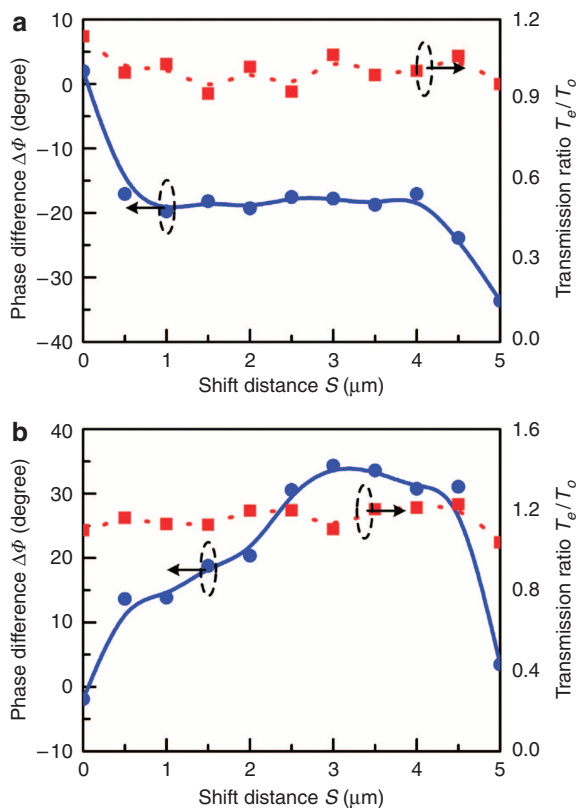 a
10
0
−10
−20
−30
−40
Phase difference ΔΦ (degree)
1.2
0.9
0.6
0.3
0.0
Transmission ratio Te/To
0 1 2 3 4 5
Shift distance S (μm)
b
40
30
20
10
0
−10
Phase difference ΔΦ (degree)
1.6
1.2
0.8
0.4
0.0
Transmission ratio Te/To
0 1 2 3 4 5
Shift distance S (μm)